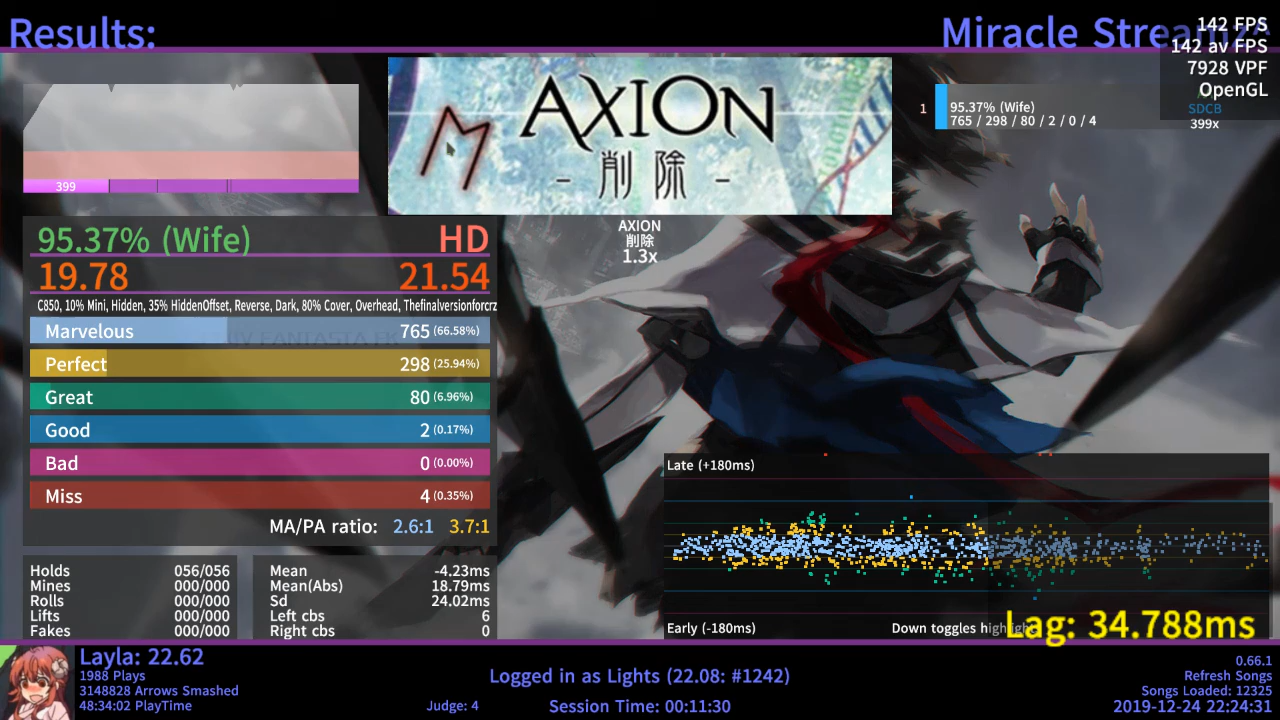 Results:
Miracle Stre
142 FPS
142 av FPS
7928 VPF
OpenGL
SDCB
399x
AXION
- 削除 -
1
95.37% (Wife)
765 / 298 / 80 / 2 / 0 / 4
399
AXION
削除
1.3x
95.37% (Wife)
HD
19.78
21.54
C850, 10% Mini, Hidden, 35% HiddenOffset, Reverse, Dark, 80% Cover, Overhead, Thefinalversionforcrz
Marvelous
765 (66.58%)
Perfect
298 (25.94%)
Great
80 (6.96%)
Good
2 (0.17%)
Bad
0 (0.00%)
Miss
4 (0.35%)
MA/PA ratio: 2.6:1 3.7:1
Holds 056/056
Mines 000/000
Rolls 000/000
Lifts 000/000
Fakes 000/000
Mean -4.23ms
Mean(Abs) 18.79ms
Sd 24.02ms
Left cbs 6
Right cbs 0
Late (+180ms)
Early (-180ms)
Down toggles highlights
Lag: 34.788ms
Layla: 22.62
1988 Plays
3148828 Arrows Smashed
48:34:02 PlayTime
Judge: 4
Logged in as Lights (22.08: #1242)
Session Time: 00:11:30
0.66.1
Refresh Songs
Songs Loaded: 12325
2019-12-24 22:24:31